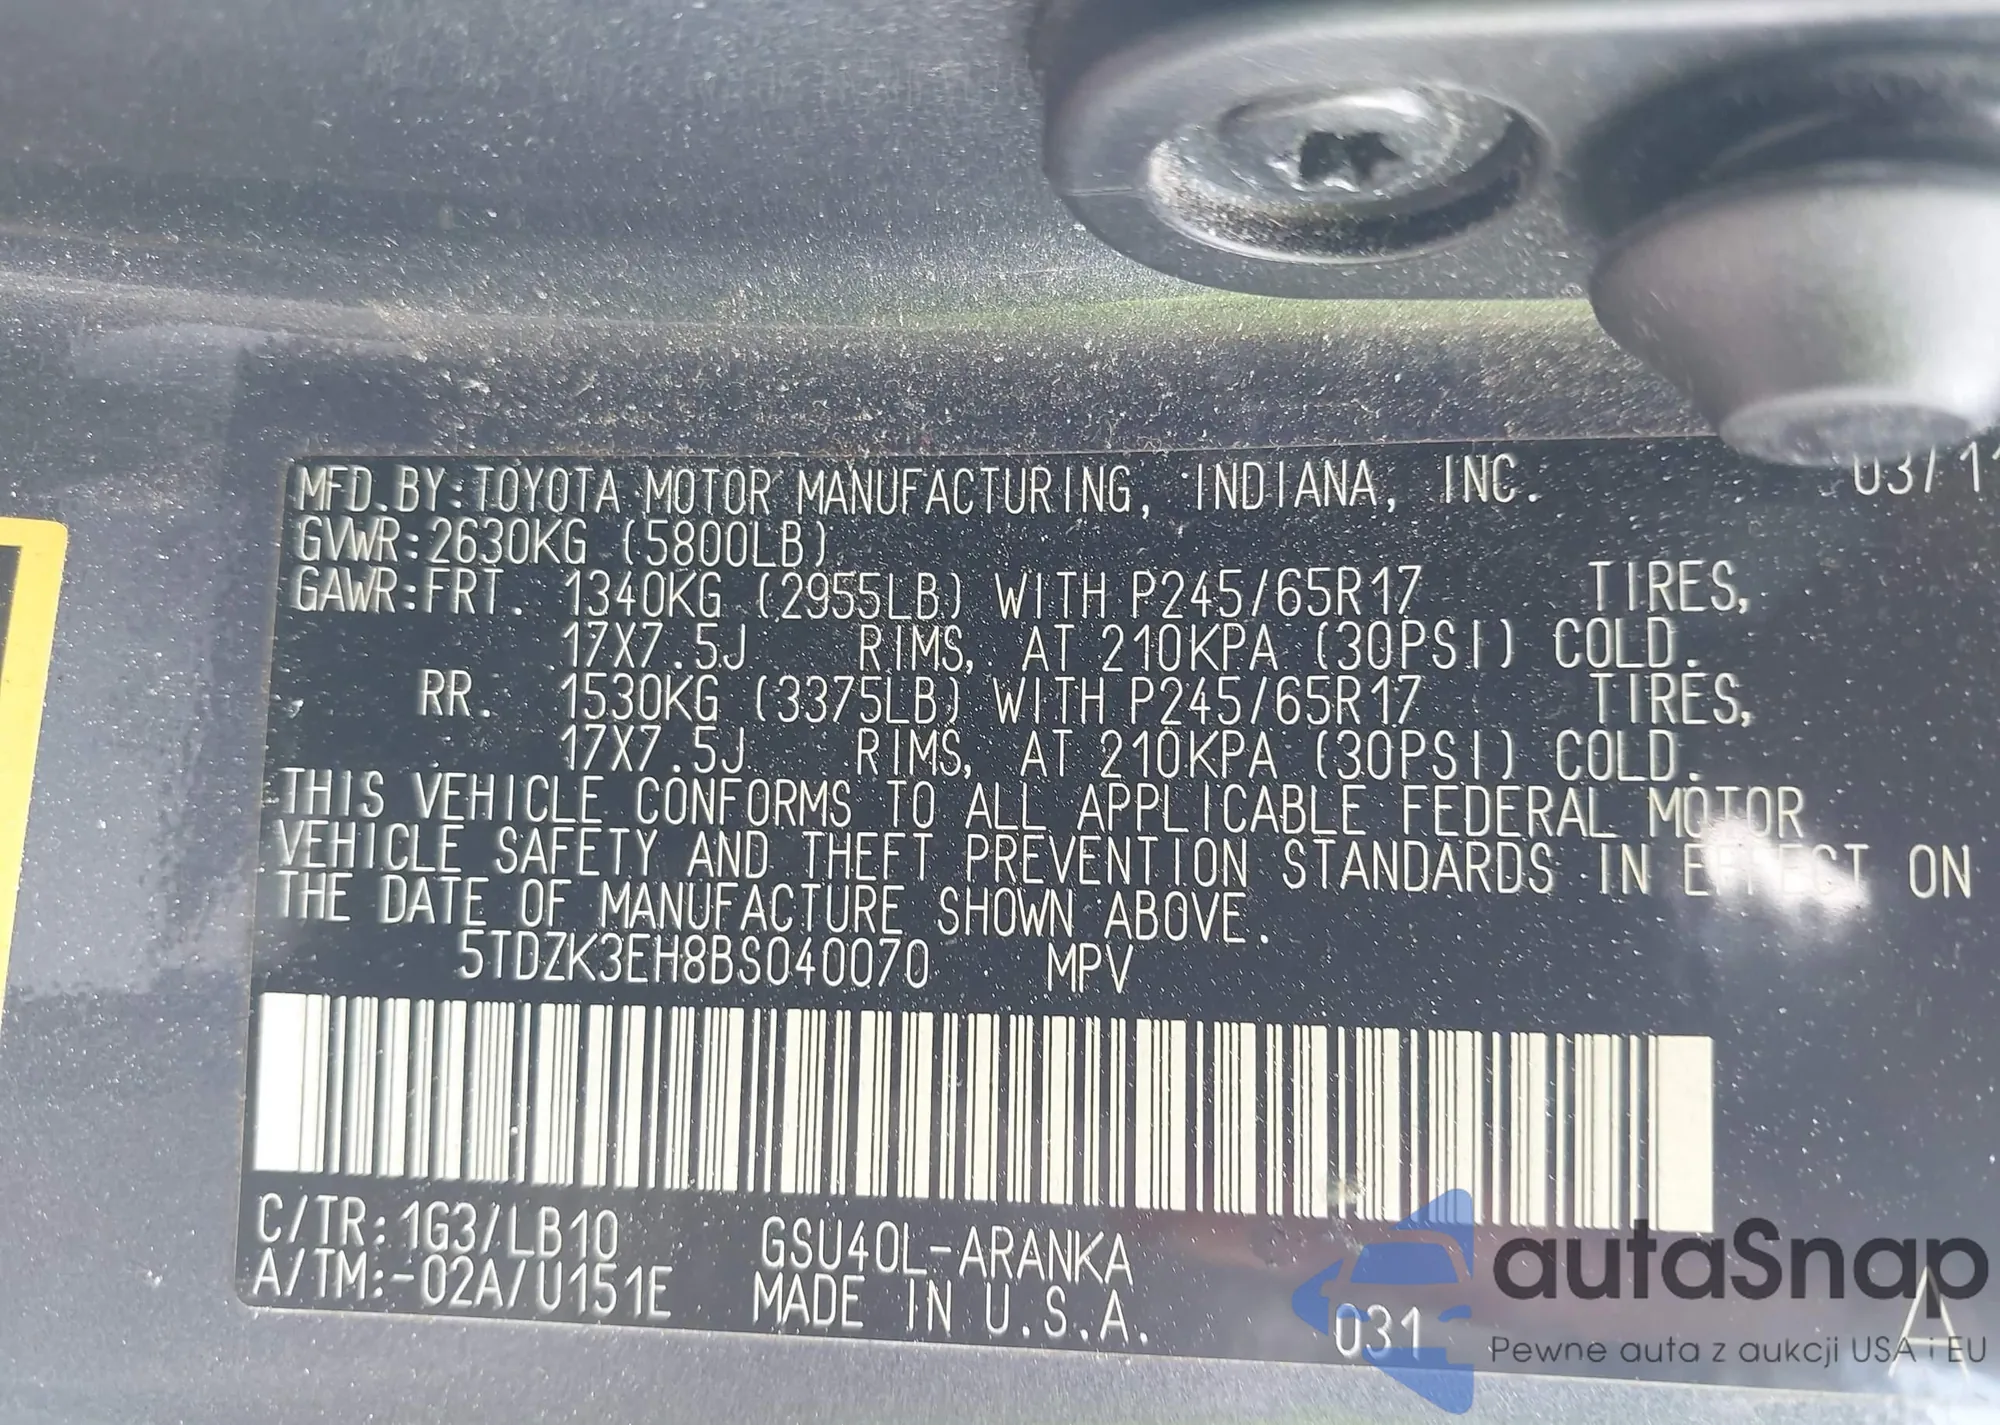 MFD.BY:TOYOTA MOTOR MANUFACTURING, INDIANA, INC. 03/11
GVWR:2630KG (5800LB)
GAWR:FRT. 1340KG (2955LB) WITH P245/65R17 TIRES,
17X7.5J RIMS, AT 210KPA (30PSI) COLD.
RR. 1530KG (3375LB) WITH P245/65R17 TIRES,
17X7.5J RIMS, AT 210KPA (30PSI) COLD.
THIS VEHICLE CONFORMS TO ALL APPLICABLE FEDERAL MOTOR
VEHICLE SAFETY AND THEFT PREVENTION STANDARDS IN EFFECT ON
THE DATE OF MANUFACTURE SHOWN ABOVE.
5TDZK3EH8BS040070 MPV
C/TR:1G3/LB10 GSU40L-ARANKA
A/TM:-02A/U151E MADE IN U.S.A.
031 A
autaSnap
Pewne auta z aukcji USA i EU